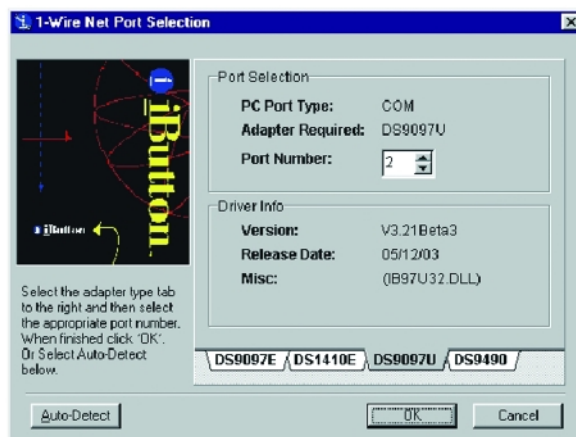 1-Wire Net Port Selection
iButton
iButton
Select the adapter type tab
to the right and then select
the appropriate port number.
When finished click 'OK'.
Or Select Auto-Detect
below.
Port Selection
PC Port Type: COM
Adapter Required: DS9097U
Port Number: 2
Driver Info
Version: V3.21Beta3
Release Date: 05/12/03
Misc: (IB97U32.DLL)
DS9097E DS1410E DS9097U DS9490
Auto-Detect OK Cancel